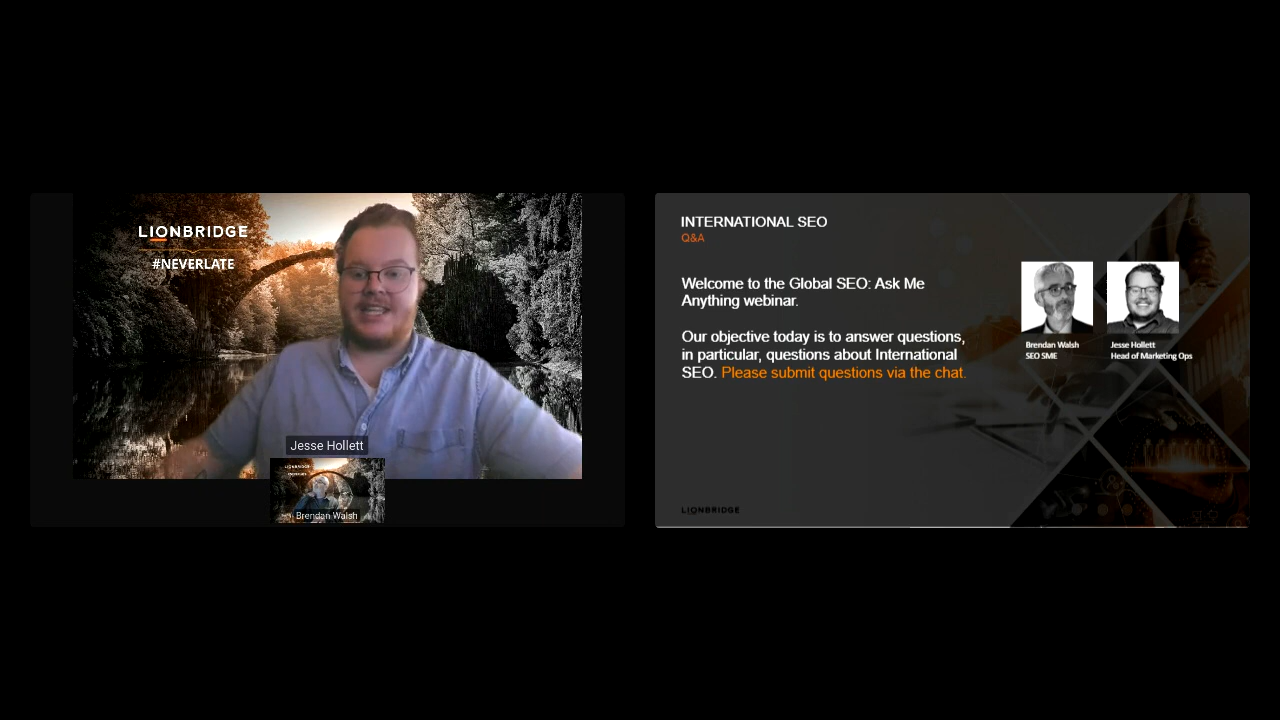 LIONBRIDGE
#NEVERLATE
Jesse Hollett
LIONBRIDGE
#NEVERLATE
Brendan Walsh
INTERNATIONAL SEO
Q&A
Welcome to the Global SEO: Ask Me
Anything webinar.
Our objective today is to answer questions,
in particular, questions about International
SEO. Please submit questions via the chat.
Brendan Walsh
SEO SME
Jesse Hollett
Head of Marketing Ops
LIONBRIDGE